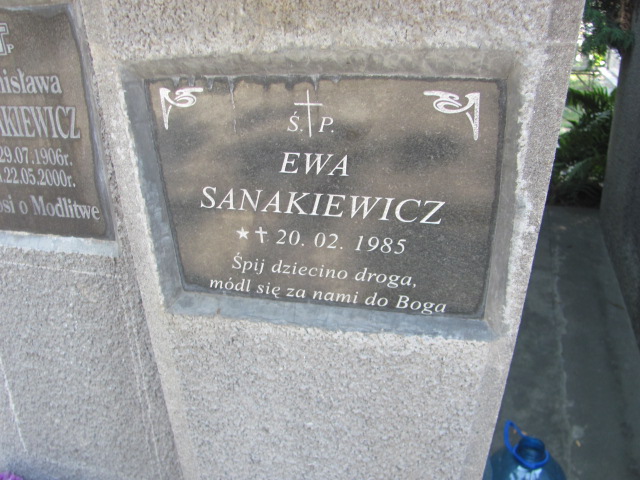 29.07.1906r.
22.05.2000r.
o Modlitwę
Ś. P.
EWA
SANAKIEWICZ
★ † 20. 02. 1985
Śpij dziecino droga,
módl się za nami do Boga